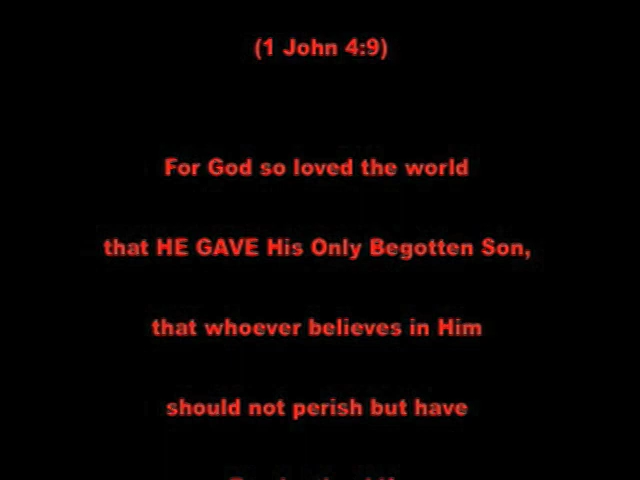 (1 John 4:9)
For God so loved the world
that HE GAVE His Only Begotten Son,
that whoever believes in Him
should not perish but have